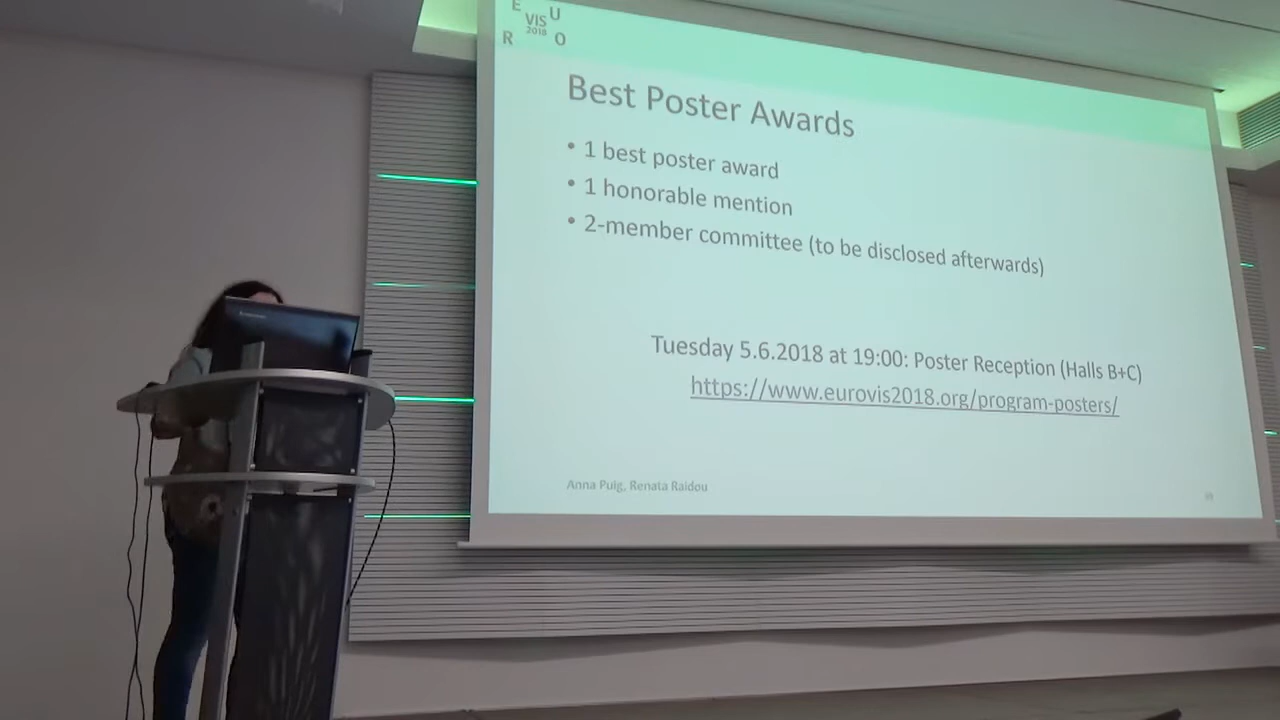 E U
VIS
2018
R O
Best Poster Awards
• 1 best poster award
• 1 honorable mention
• 2-member committee (to be disclosed afterwards)
Tuesday 5.6.2018 at 19:00: Poster Reception (Halls B+C)
https://www.eurovis2018.org/program-posters/
Anna Puig, Renata Raidou